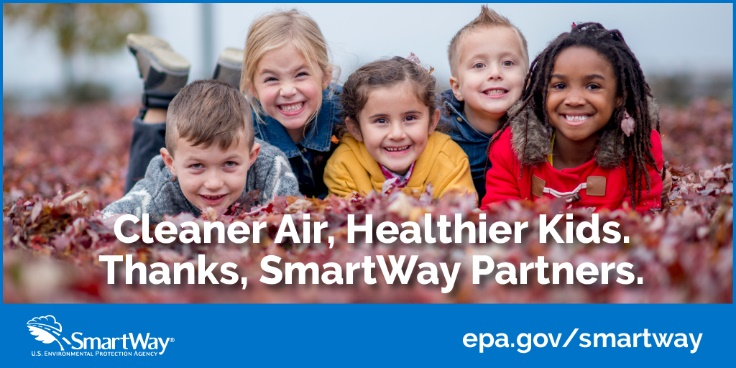 Cleaner Air, Healthier Kids.
Thanks, SmartWay Partners.
SmartWay®
U.S. Environmental Protection Agency
epa.gov/smartway